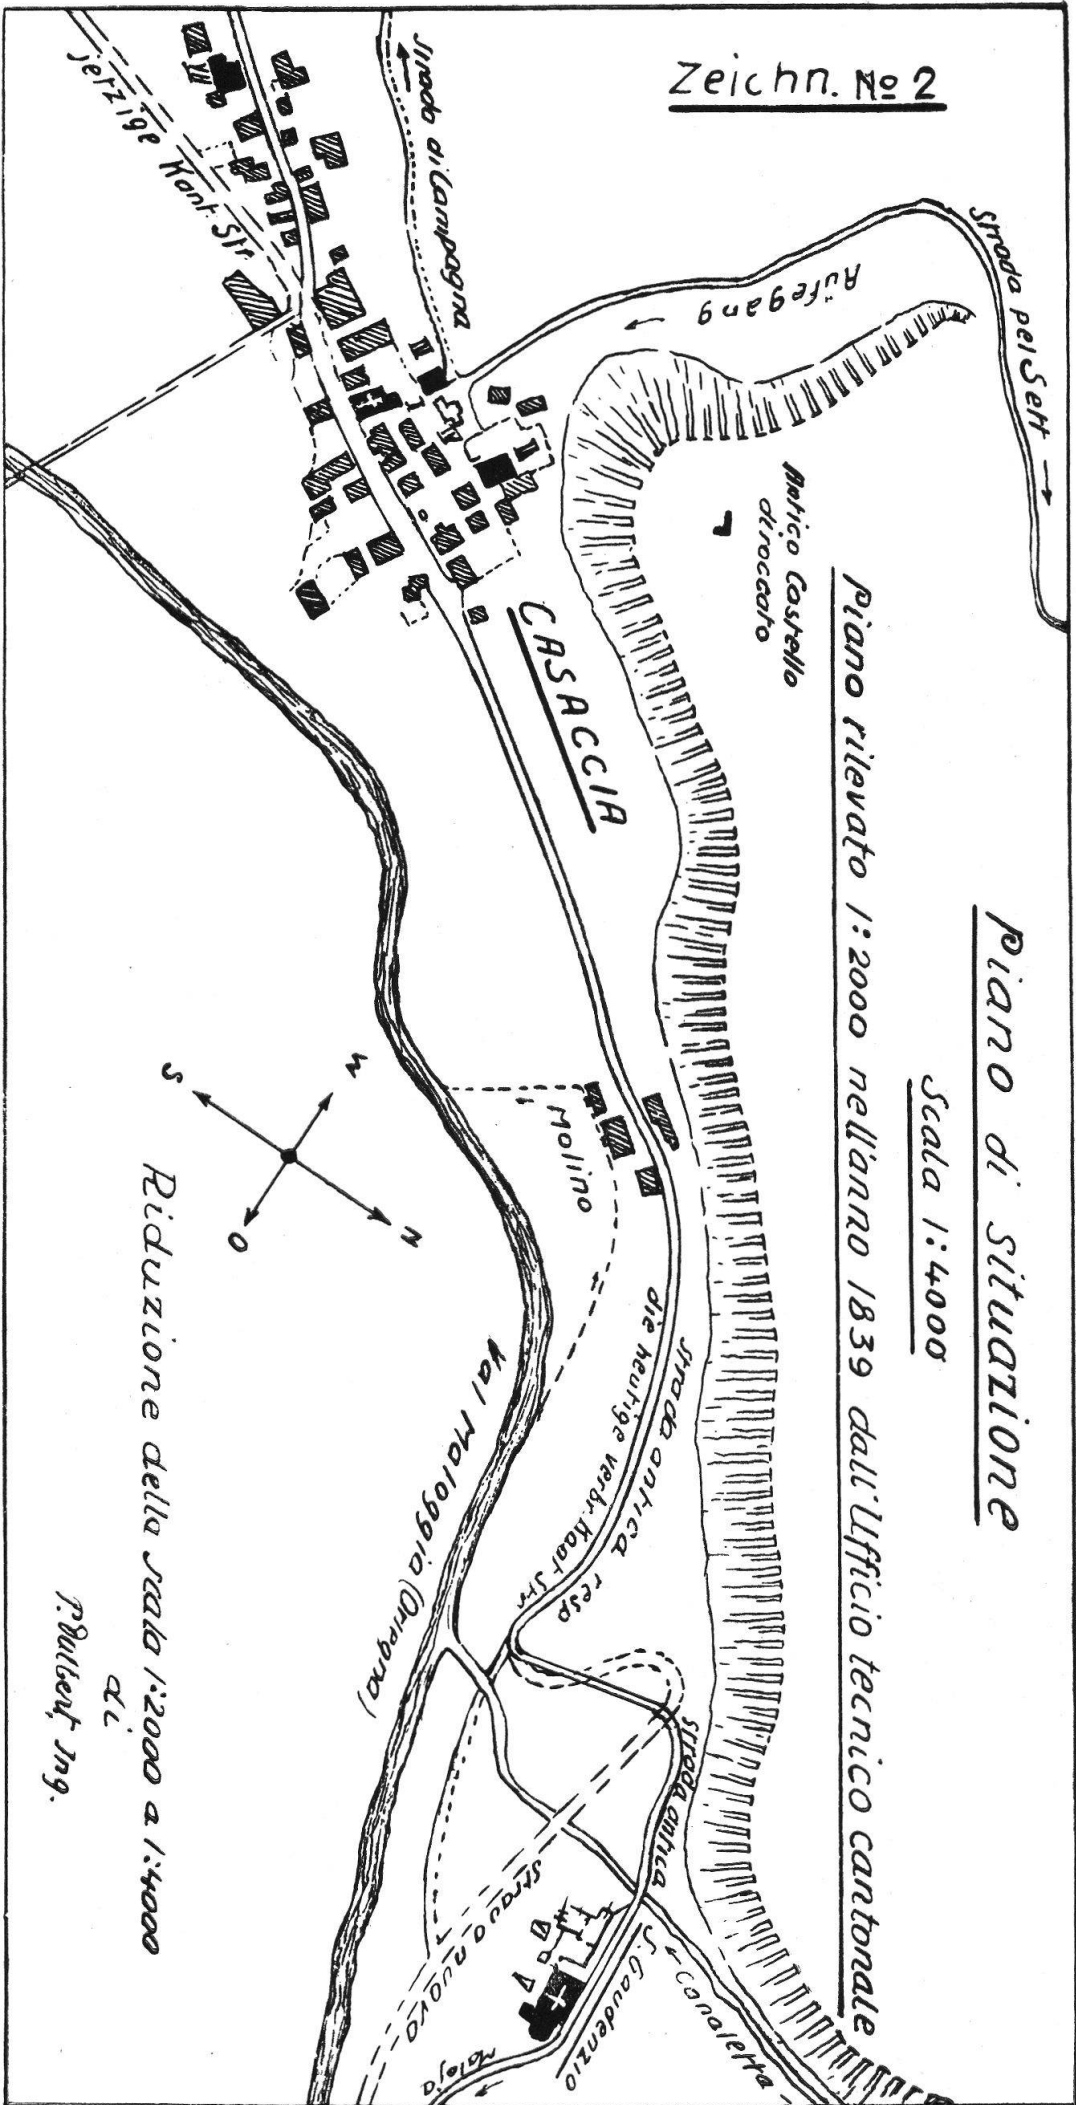 Zeichn. No 2
Piano di situazione
Scala 1:4000
Piano rilevato 1:2000 nell'anno 1839 dall'Ufficio tecnico cantonale
Strada pel Sett
Rüfegang
Antico Castello
diroccato
Strada di Campagna
jetzige Kant. Str.
CASAGGIA
Molino
W
S
N
O
Strada antica resp
die heutige verbr. Kant Str
Val Maloggia (Orlegna)
Strada antica
Strada nuova
S. Gaudenzio
Canaletta
Maloja
Riduzione della scala 1:2000 a 1:4000
di
Ing.